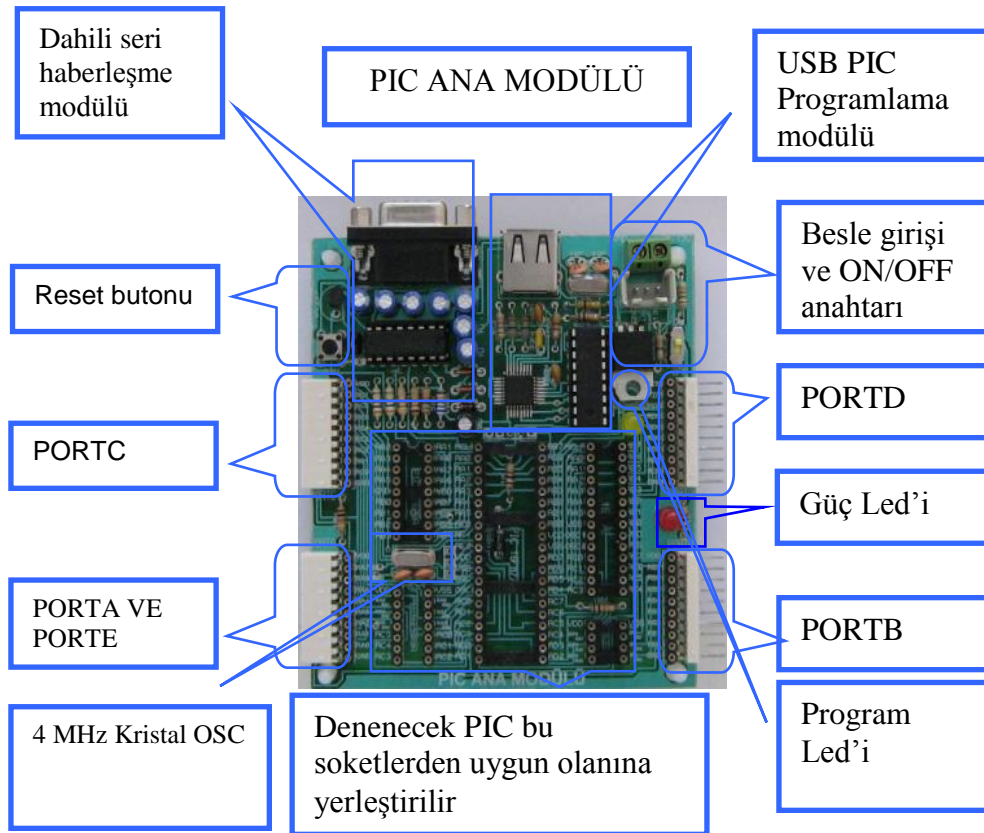 Dahili seri
haberleşme
modülü
PIC ANA MODÜLÜ
USB PIC
Programlama
modülü
Besle girişi
ve ON/OFF
anahtarı
Reset butonu
PORTC
PORTD
Güç Led'i
PORTA VE
PORTE
PORTB
PIC ANA MODÜLÜ
4 MHz Kristal OSC
Denenecek PIC bu
soketlerden uygun olanına
yerleştirilir
Program
Led'i